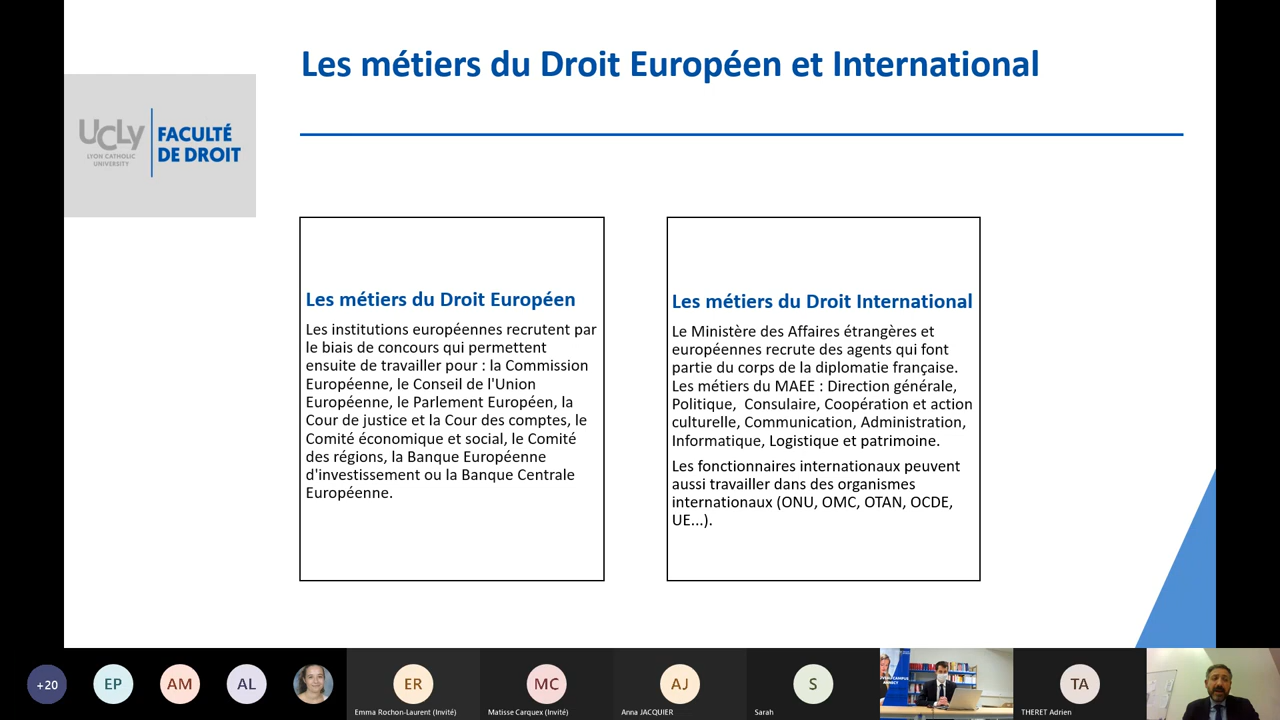 Les métiers du Droit Européen et International
UCLy
LYON CATHOLIC
UNIVERSITY
FACULTÉ
DE DROIT
Les métiers du Droit Européen
Les institutions européennes recrutent par
le biais de concours qui permettent
ensuite de travailler pour : la Commission
Européenne, le Conseil de l'Union
Européenne, le Parlement Européen, la
Cour de justice et la Cour des comptes, le
Comité économique et social, le Comité
des régions, la Banque Européenne
d'investissement ou la Banque Centrale
Européenne.
Les métiers du Droit International
Le Ministère des Affaires étrangères et
européennes recrute des agents qui font
partie du corps de la diplomatie française.
Les métiers du MAEE : Direction générale,
Politique,  Consulaire, Coopération et action
culturelle, Communication, Administration,
Informatique, Logistique et patrimoine.
Les fonctionnaires internationaux peuvent
aussi travailler dans des organismes
internationaux (ONU, OMC, OTAN, OCDE,
UE...).
+20
EP
AM
AL
ER
Emma Rochon-Laurent (Invité)
MC
Matisse Carquex (Invité)
AJ
Anna JACQUIER
S
Sarah
TA
THERET Adrien